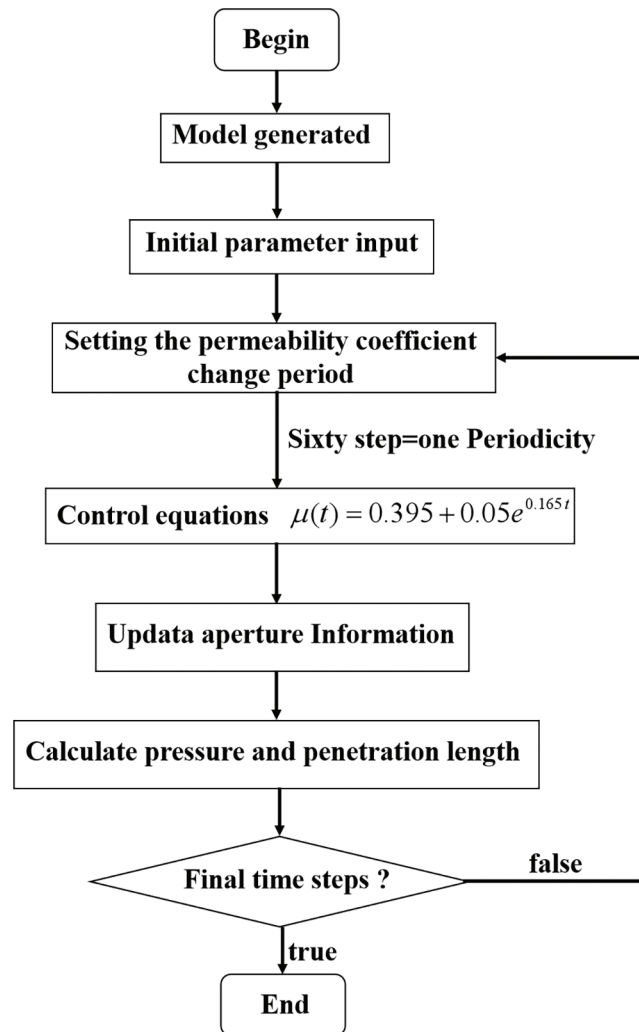 Begin
Model generated
Initial parameter input
Setting the permeability coefficient
change period
Sixty step=one Periodicity
Control equations μ(t) = 0.395 + 0.05e^{0.165t}
Updata aperture Information
Calculate pressure and penetration length
Final time steps ?
false
true
End